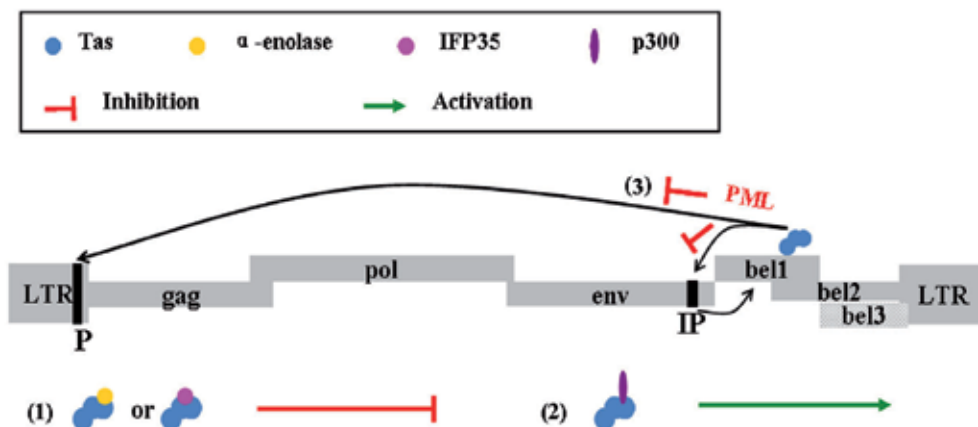 Tas
α-enolase
IFP35
p300
Inhibition
Activation
(3)
PML
LTR
gag
pol
env
bel1
bel2
bel3
LTR
P
IP
(1)
or
(2)